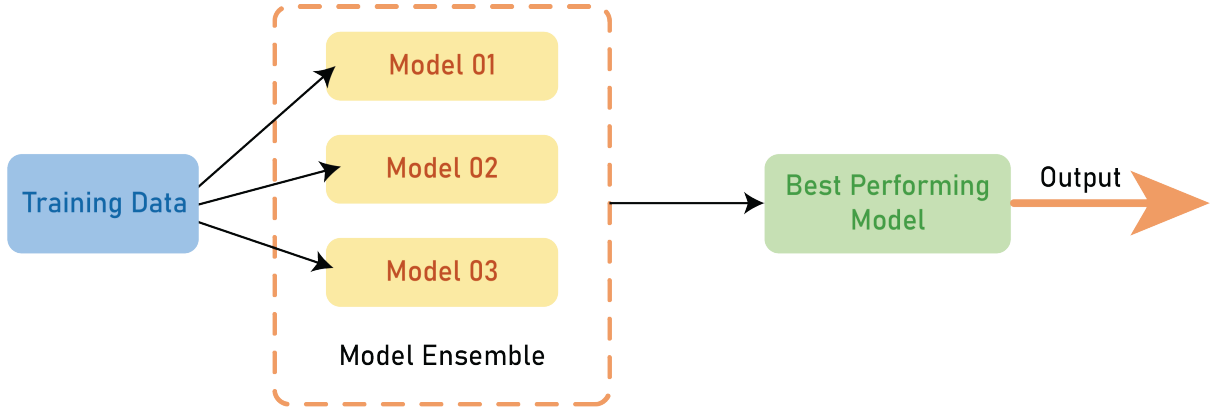 Training Data
Model 01
Model 02
Model 03
Model Ensemble
Best Performing
Model
Output